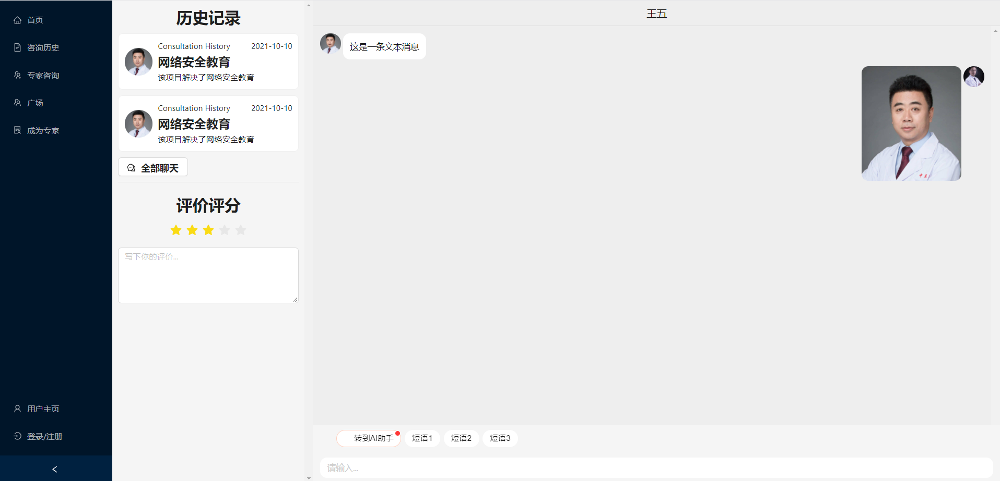 首页
咨询历史
专家咨询
广场
成为专家
用户主页
登录/注册
历史记录
Consultation History 2021-10-10
网络安全教育
该项目解决了网络安全教育
Consultation History 2021-10-10
网络安全教育
该项目解决了网络安全教育
全部聊天
评价评分
写下你的评价...
王五
这是一条文本消息
转到AI助手 短语1 短语2 短语3
请输入...